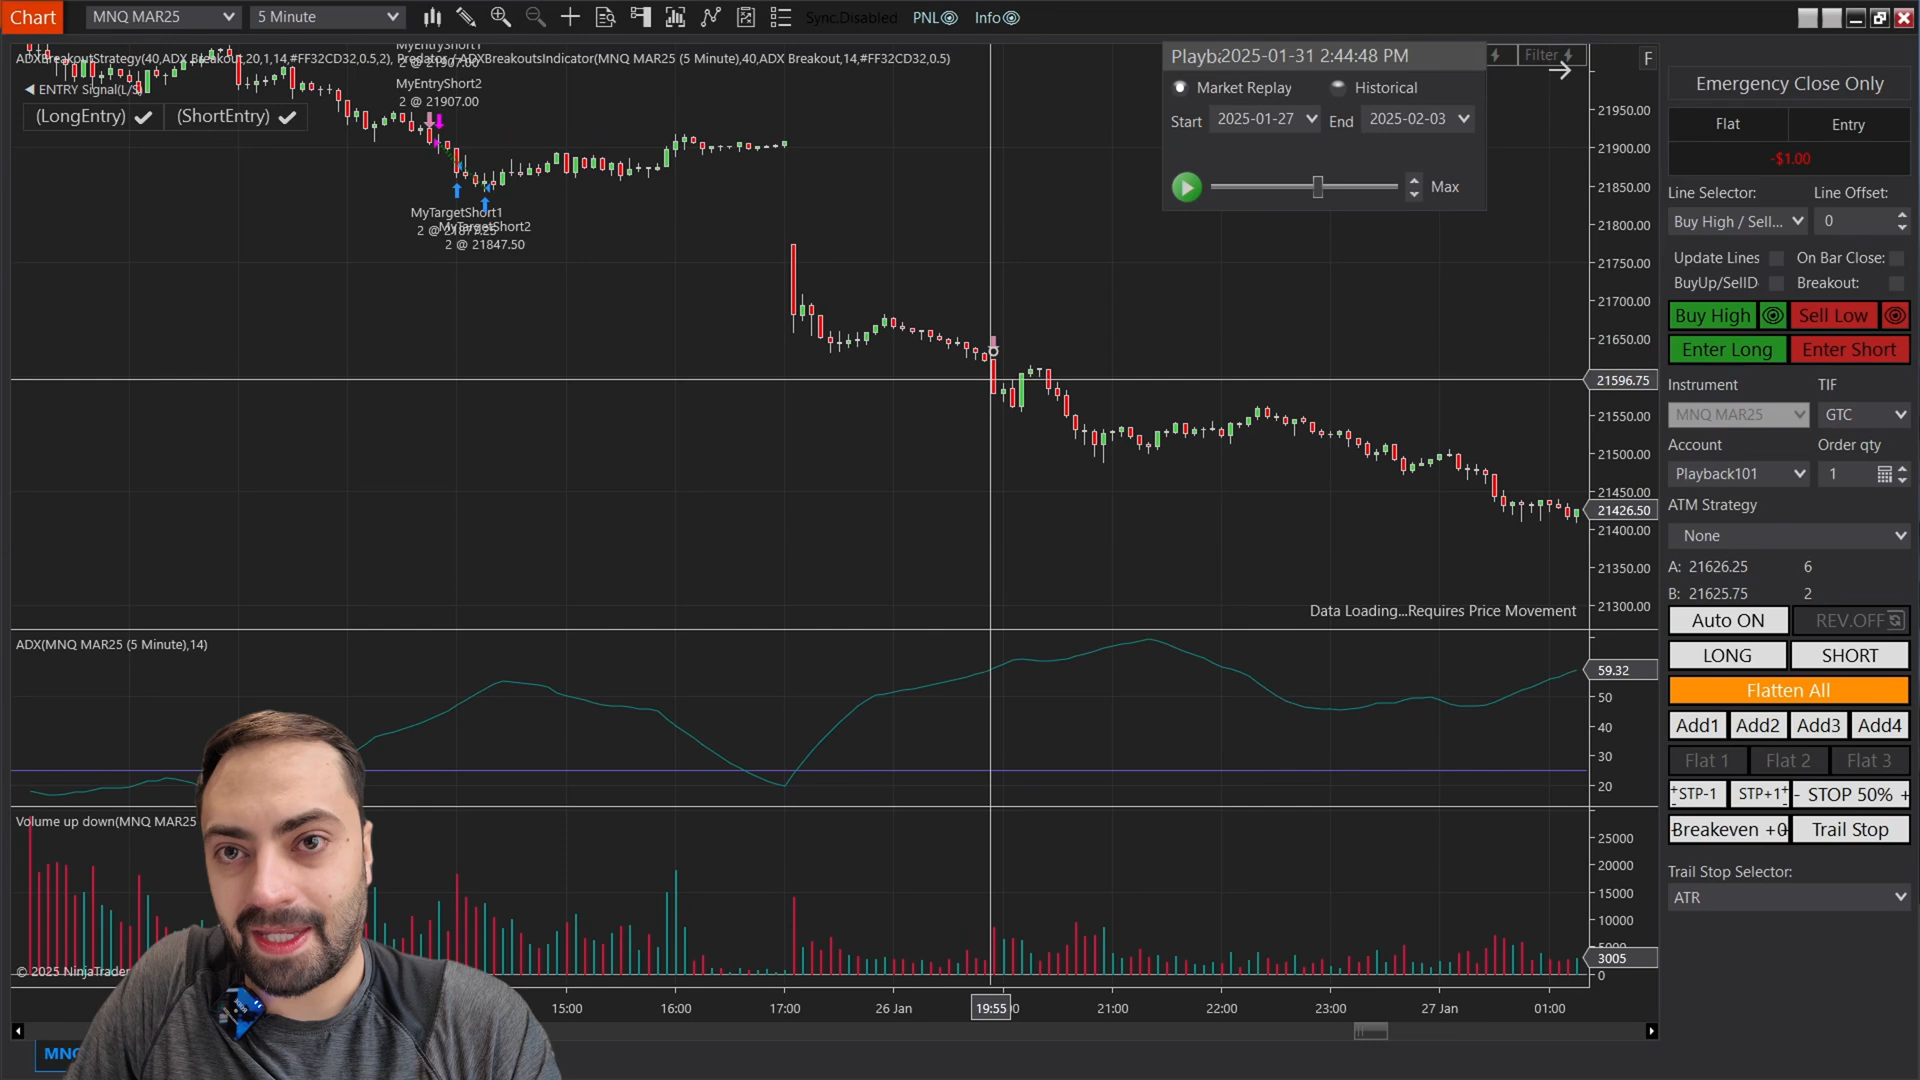 Chart
MNQ MAR25
5 Minute
Sync.Disabled
PNL
Info
ADXBreakoutStrategy(40,ADX Breakout,20,1,14,#FF32CD32,0.5,2), Predator_ADXBreakoutsIndicator(MNQ MAR25 (5 Minute),40,ADX Breakout,14,#FF32CD32,0.5)
MyEntryShort1
2 @ 21907.00
MyEntryShort2
2 @ 21907.00
ENTRY Signal(L/S)
(LongEntry)
(ShortEntry)
MyTargetShort1
2 @ 21877.25
MyTargetShort2
2 @ 21847.50
Playb:2025-01-31 2:44:48 PM
Market Replay
Historical
Start
2025-01-27
End
2025-02-03
Max
Filter
F
21950.00
21900.00
21850.00
21800.00
21750.00
21700.00
21650.00
21596.75
21550.00
21500.00
21450.00
21426.50
21400.00
21350.00
21300.00
Data Loading...Requires Price Movement
ADX(MNQ MAR25 (5 Minute),14)
59.32
50
40
30
20
Volume up down(MNQ MAR25
25000
20000
15000
10000
5000
3005
0
© 2025 NinjaTrader
15:00
16:00
17:00
26 Jan
19:55
21:00
22:00
23:00
27 Jan
01:00
MNQ
Emergency Close Only
Flat
Entry
-$1.00
Line Selector:
Line Offset:
Buy High / Sell...
0
Update Lines
On Bar Close:
BuyUp/SellD
Breakout:
Buy High
Sell Low
Enter Long
Enter Short
Instrument
TIF
MNQ MAR25
GTC
Account
Order qty
Playback101
1
ATM Strategy
None
A: 21626.25 6
B: 21625.75 2
Auto ON
REV.OFF
LONG
SHORT
Flatten All
Add1
Add2
Add3
Add4
Flat 1
Flat 2
Flat 3
STP-1
STP+1
- STOP 50% +
Breakeven +0
Trail Stop
Trail Stop Selector:
ATR